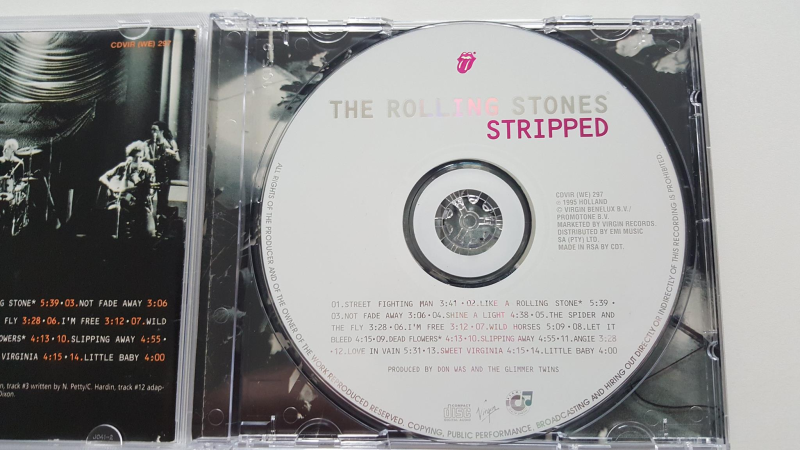 CDVIR (WE) 297
NG STONE* 5:39 • 03.NOT FADE AWAY 3:06
FLY 3:28 • 06.I'M FREE 3:12 • 07.WILD
OWERS* 4:13 • 10.SLIPPING AWAY 4:55 •
VIRGINIA 4:15 • 14.LITTLE BABY 4:00
n, track #3 written by N. Petty/C. Hardin, track #12 adap-
Dixon.
THE ROLLING STONES
STRIPPED
CDVIR (WE) 297
℗ 1995 HOLLAND
© VIRGIN BENELUX B.V./
PROMOTONE B.V.
MARKETED BY VIRGIN RECORDS.
DISTRIBUTED BY EMI MUSIC
SA (PTY) LTD.
MADE IN RSA BY CDT.
01.STREET FIGHTING MAN 3:41 • 02.LIKE A ROLLING STONE* 5:39 •
03.NOT FADE AWAY 3:06 • 04.SHINE A LIGHT 4:38 • 05.THE SPIDER AND
THE FLY 3:28 • 06.I'M FREE 3:12 • 07.WILD HORSES 5:09 • 08.LET IT
BLEED 4:15 • 09.DEAD FLOWERS* 4:13 • 10.SLIPPING AWAY 4:55 • 11.ANGIE 3:28
• 12.LOVE IN VAIN 5:31 • 13.SWEET VIRGINIA 4:15 • 14.LITTLE BABY 4:00
PRODUCED BY DON WAS AND THE GLIMMER TWINS
ALL RIGHTS OF THE PRODUCER AND OF THE OWNER OF THE WORK REPRODUCED RESERVED. COPYING, PUBLIC PERFORMANCE, BROADCASTING AND HIRING OUT DIRECTLY OR INDIRECTLY OF THIS RECORDING IS PROHIBITED
COMPACT
disc
DIGITAL AUDIO
Virgin